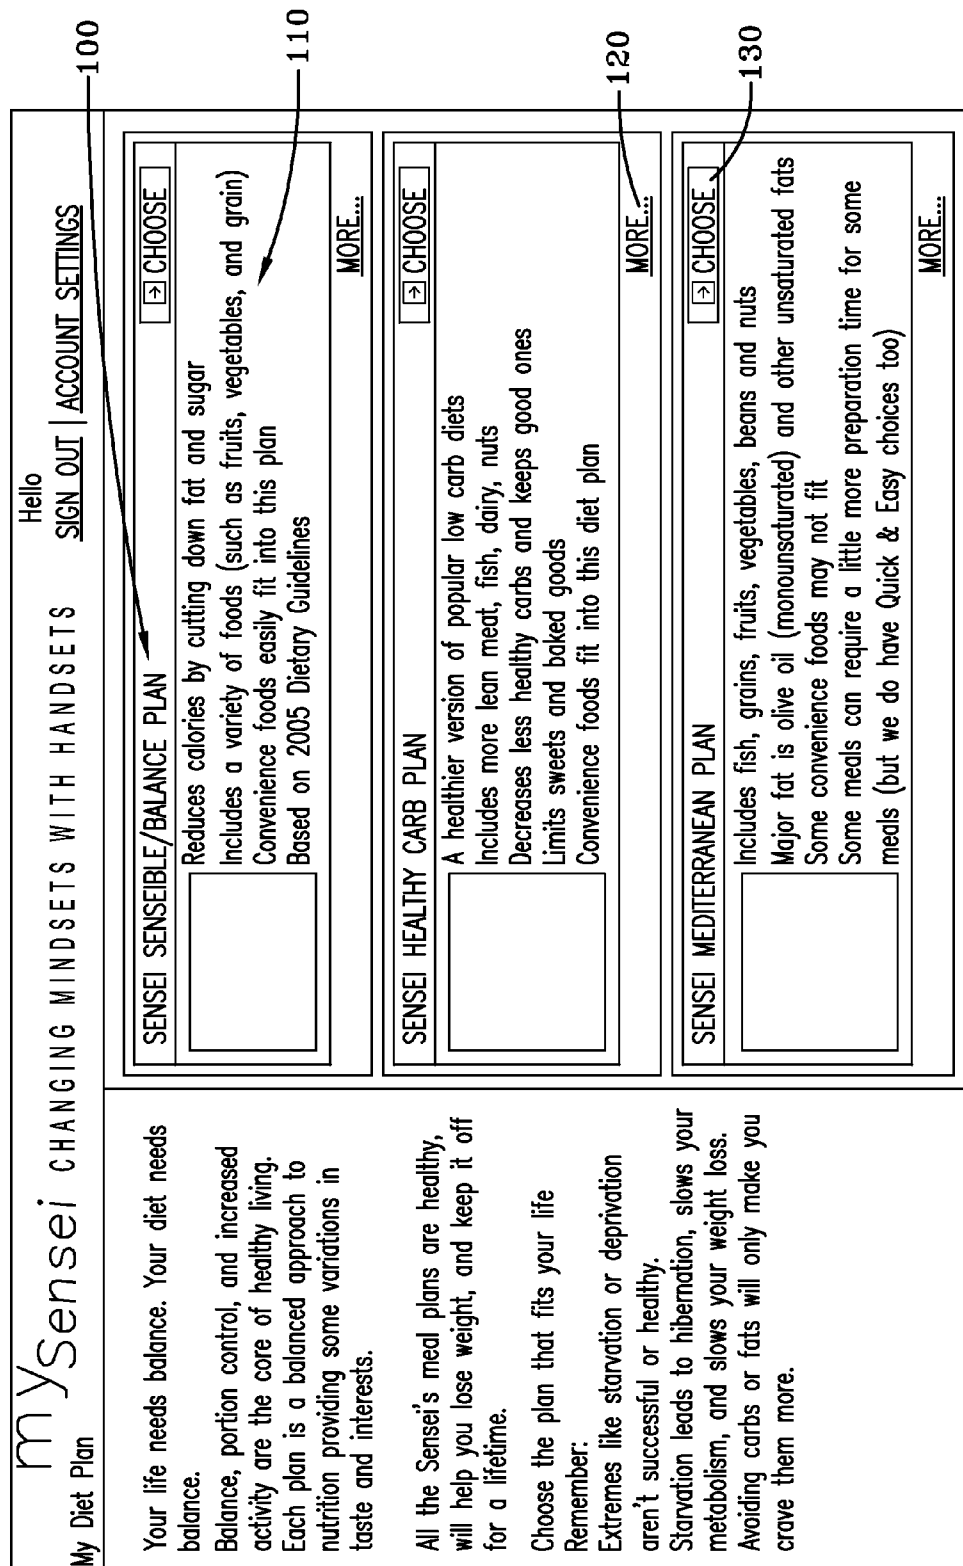 my Sensei CHANGING MINDSETS WITH HANDSETS
Hello
SIGN OUT | ACCOUNT SETTINGS
My Diet Plan
Your life needs balance. Your diet needs
balance.
Balance, portion control, and increased
activity are the core of healthy living.
Each plan is a balanced approach to
nutrition providing some variations in
taste and interests.
All the Sensei's meal plans are healthy,
will help you lose weight, and keep it off
for a lifetime.
Choose the plan that fits your life
Remember:
Extremes like starvation or deprivation
aren't successful or healthy.
Starvation leads to hibernation, slows your
metabolism, and slows your weight loss.
Avoiding carbs or fats will only make you
crave them more.
SENSEI SENSEIBLE/BALANCE PLAN
→ CHOOSE
Reduces calories by cutting down fat and sugar
Includes a variety of foods (such as fruits, vegetables, and grain)
Convenience foods easily fit into this plan
Based on 2005 Dietary Guidelines
MORE...
SENSEI HEALTHY CARB PLAN
→ CHOOSE
A healthier version of popular low carb diets
Includes more lean meat, fish, dairy, nuts
Decreases less healthy carbs and keeps good ones
Limits sweets and baked goods
Convenience foods fit into this diet plan
MORE...
SENSEI MEDITERRANEAN PLAN
→ CHOOSE
Includes fish, grains, fruits, vegetables, beans and nuts
Major fat is olive oil (monounsaturated) and other unsaturated fats
Some convenience foods may not fit
Some meals can require a little more preparation time for some
meals (but we do have Quick & Easy choices too)
MORE...
100
110
120
130